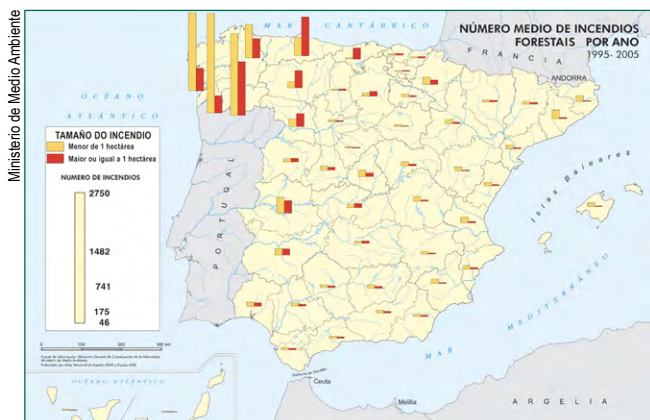 Ministerio de Medio Ambiente
MAR CANTÁBRICO
NÚMERO MEDIO DE INCENDIOS
FORESTAIS POR ANO
1995- 2005
FRANCIA
ANDORRA
OCÉANO
ATLÁNTICO
TAMAÑO DO INCENDIO
Menor de 1 hectárea
Maior ou igual a 1 hectárea
NUMERO DE INCENDIOS
2750
1482
741
175
46
PORTUGAL
Islas Baleares
MAR MEDITERRÁNEO
OCÉANO ATLÁNTICO
Ceuta
Melilla
ARGELIA